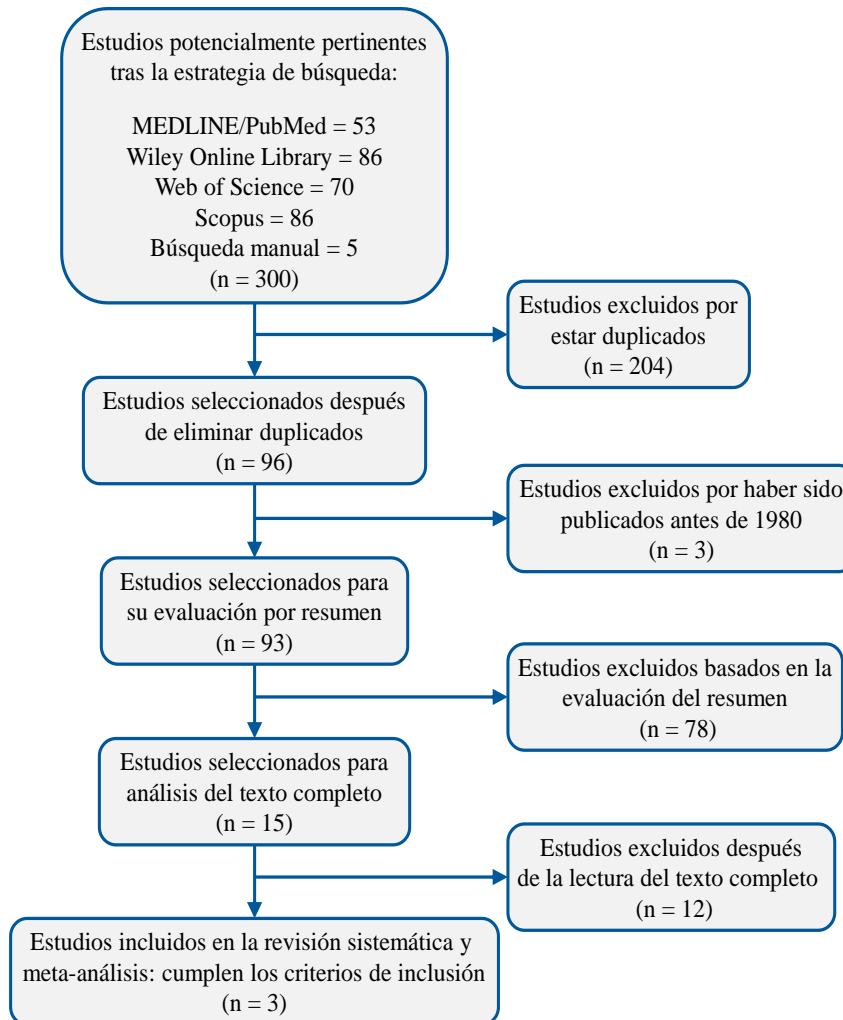 Estudios potencialmente pertinentes
tras la estrategia de búsqueda:
MEDLINE/PubMed = 53
Wiley Online Library = 86
Web of Science = 70
Scopus = 86
Búsqueda manual = 5
(n = 300)
Estudios excluidos por
estar duplicados
(n = 204)
Estudios seleccionados después
de eliminar duplicados
(n = 96)
Estudios excluidos por haber sido
publicados antes de 1980
(n = 3)
Estudios seleccionados para
su evaluación por resumen
(n = 93)
Estudios excluidos basados en la
evaluación del resumen
(n = 78)
Estudios seleccionados para
análisis del texto completo
(n = 15)
Estudios excluidos después
de la lectura del texto completo
(n = 12)
Estudios incluidos en la revisión sistemática y
meta-análisis: cumplen los criterios de inclusión
(n = 3)